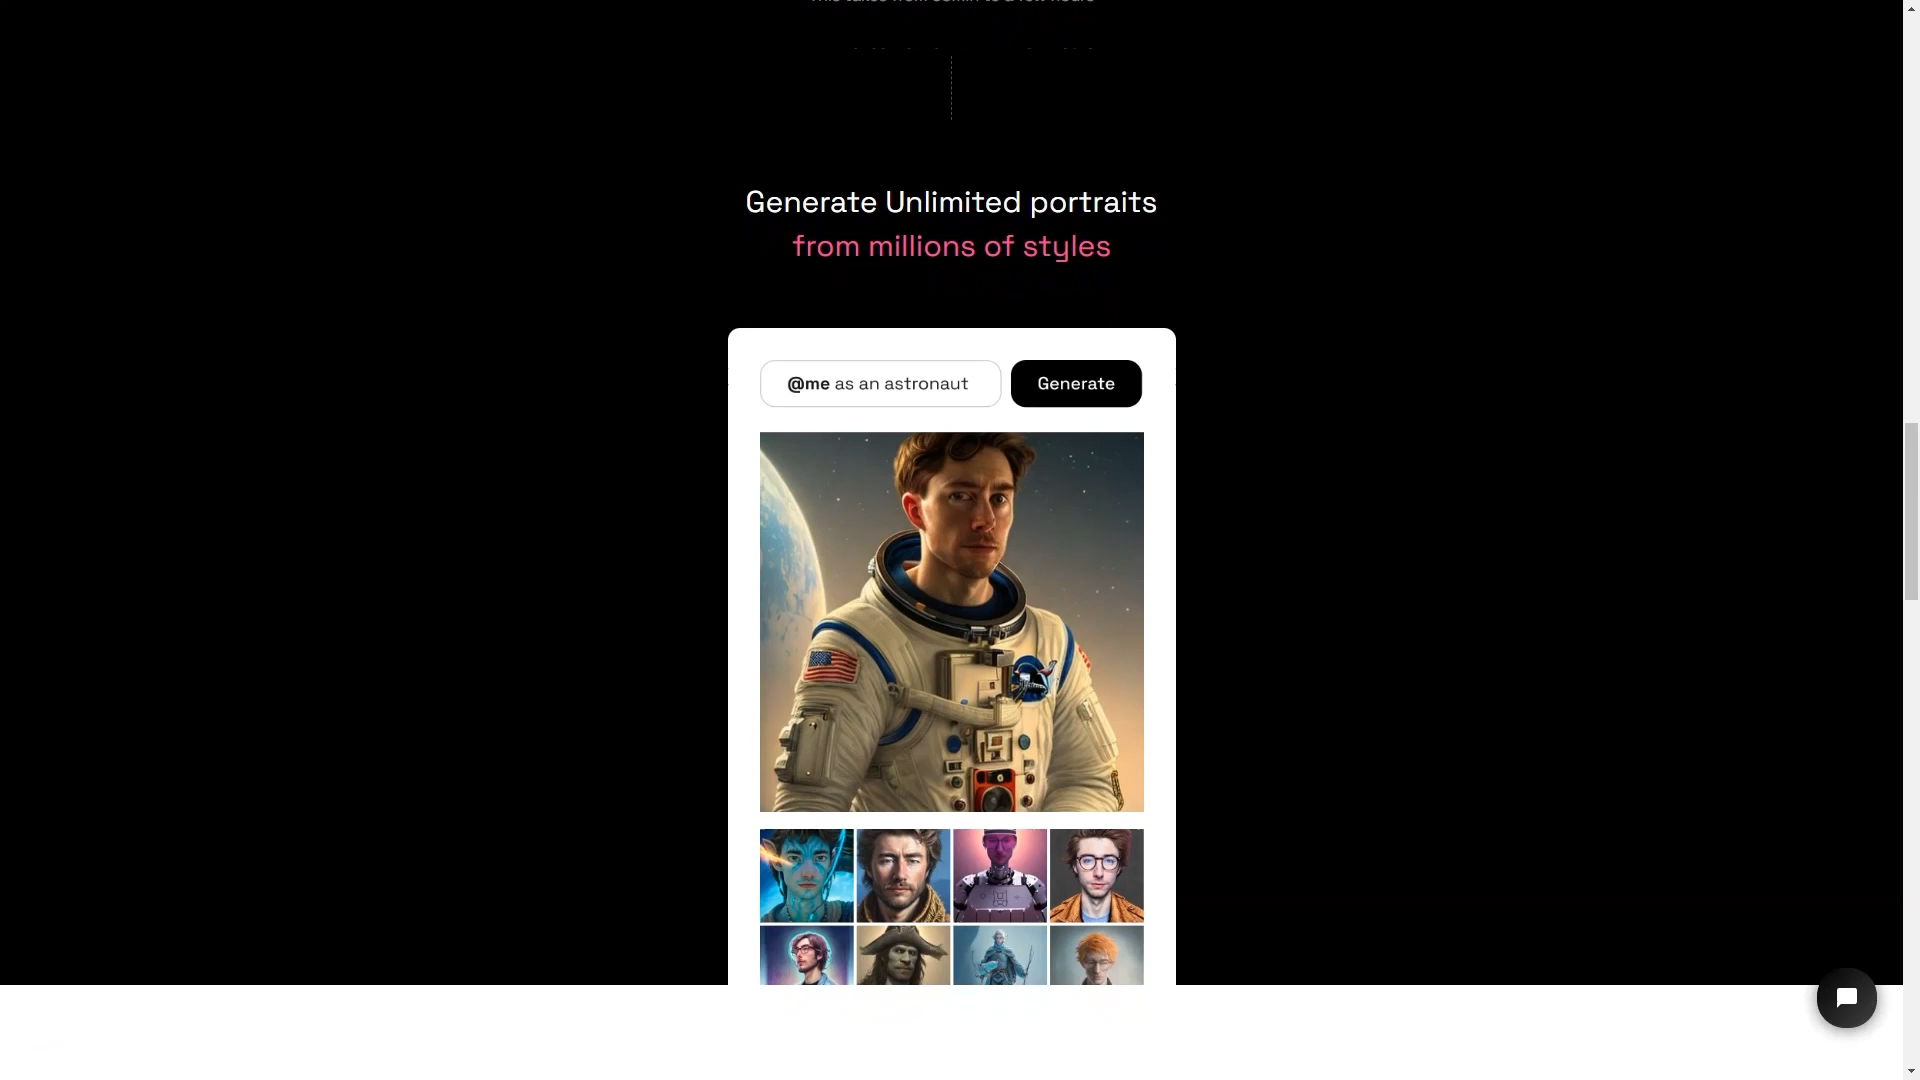 Generate Unlimited portraits
from millions of styles
@me as an astronaut
Generate